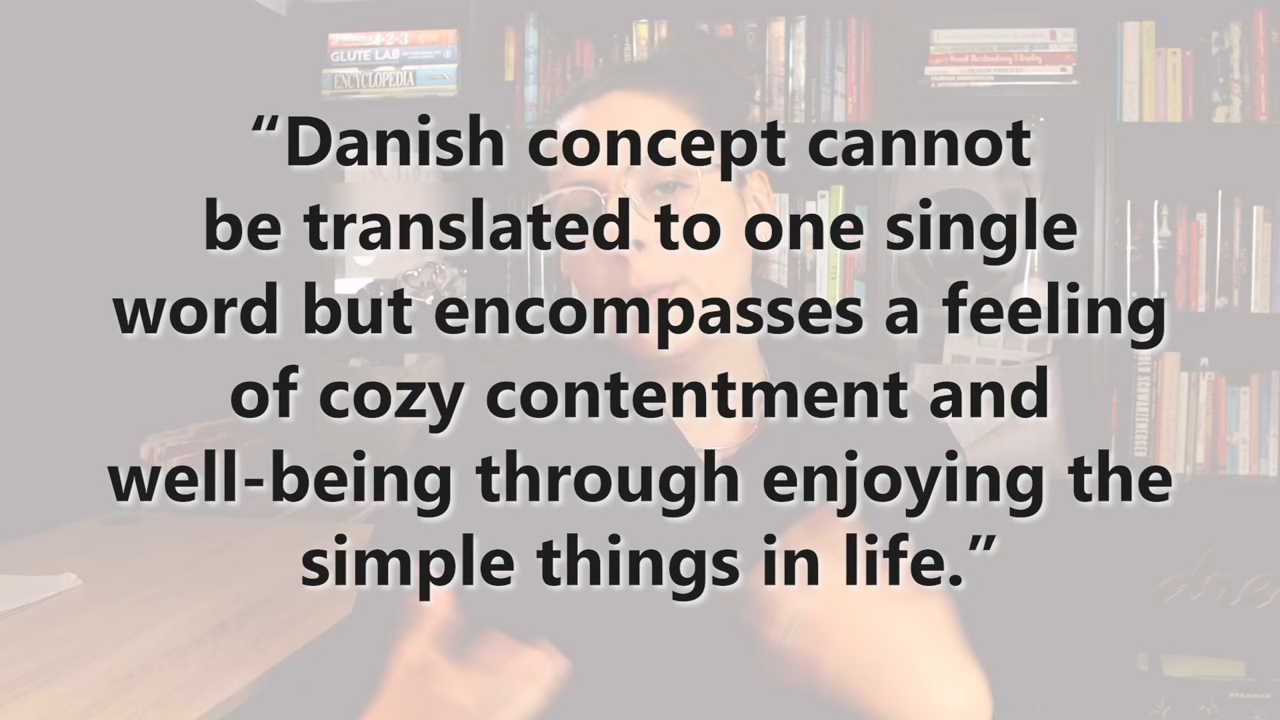 GLUTE LAB
ENCYCLOPEDIA
“Danish concept cannot
be translated to one single
word but encompasses a feeling
of cozy contentment and
well-being through enjoying the
simple things in life.”